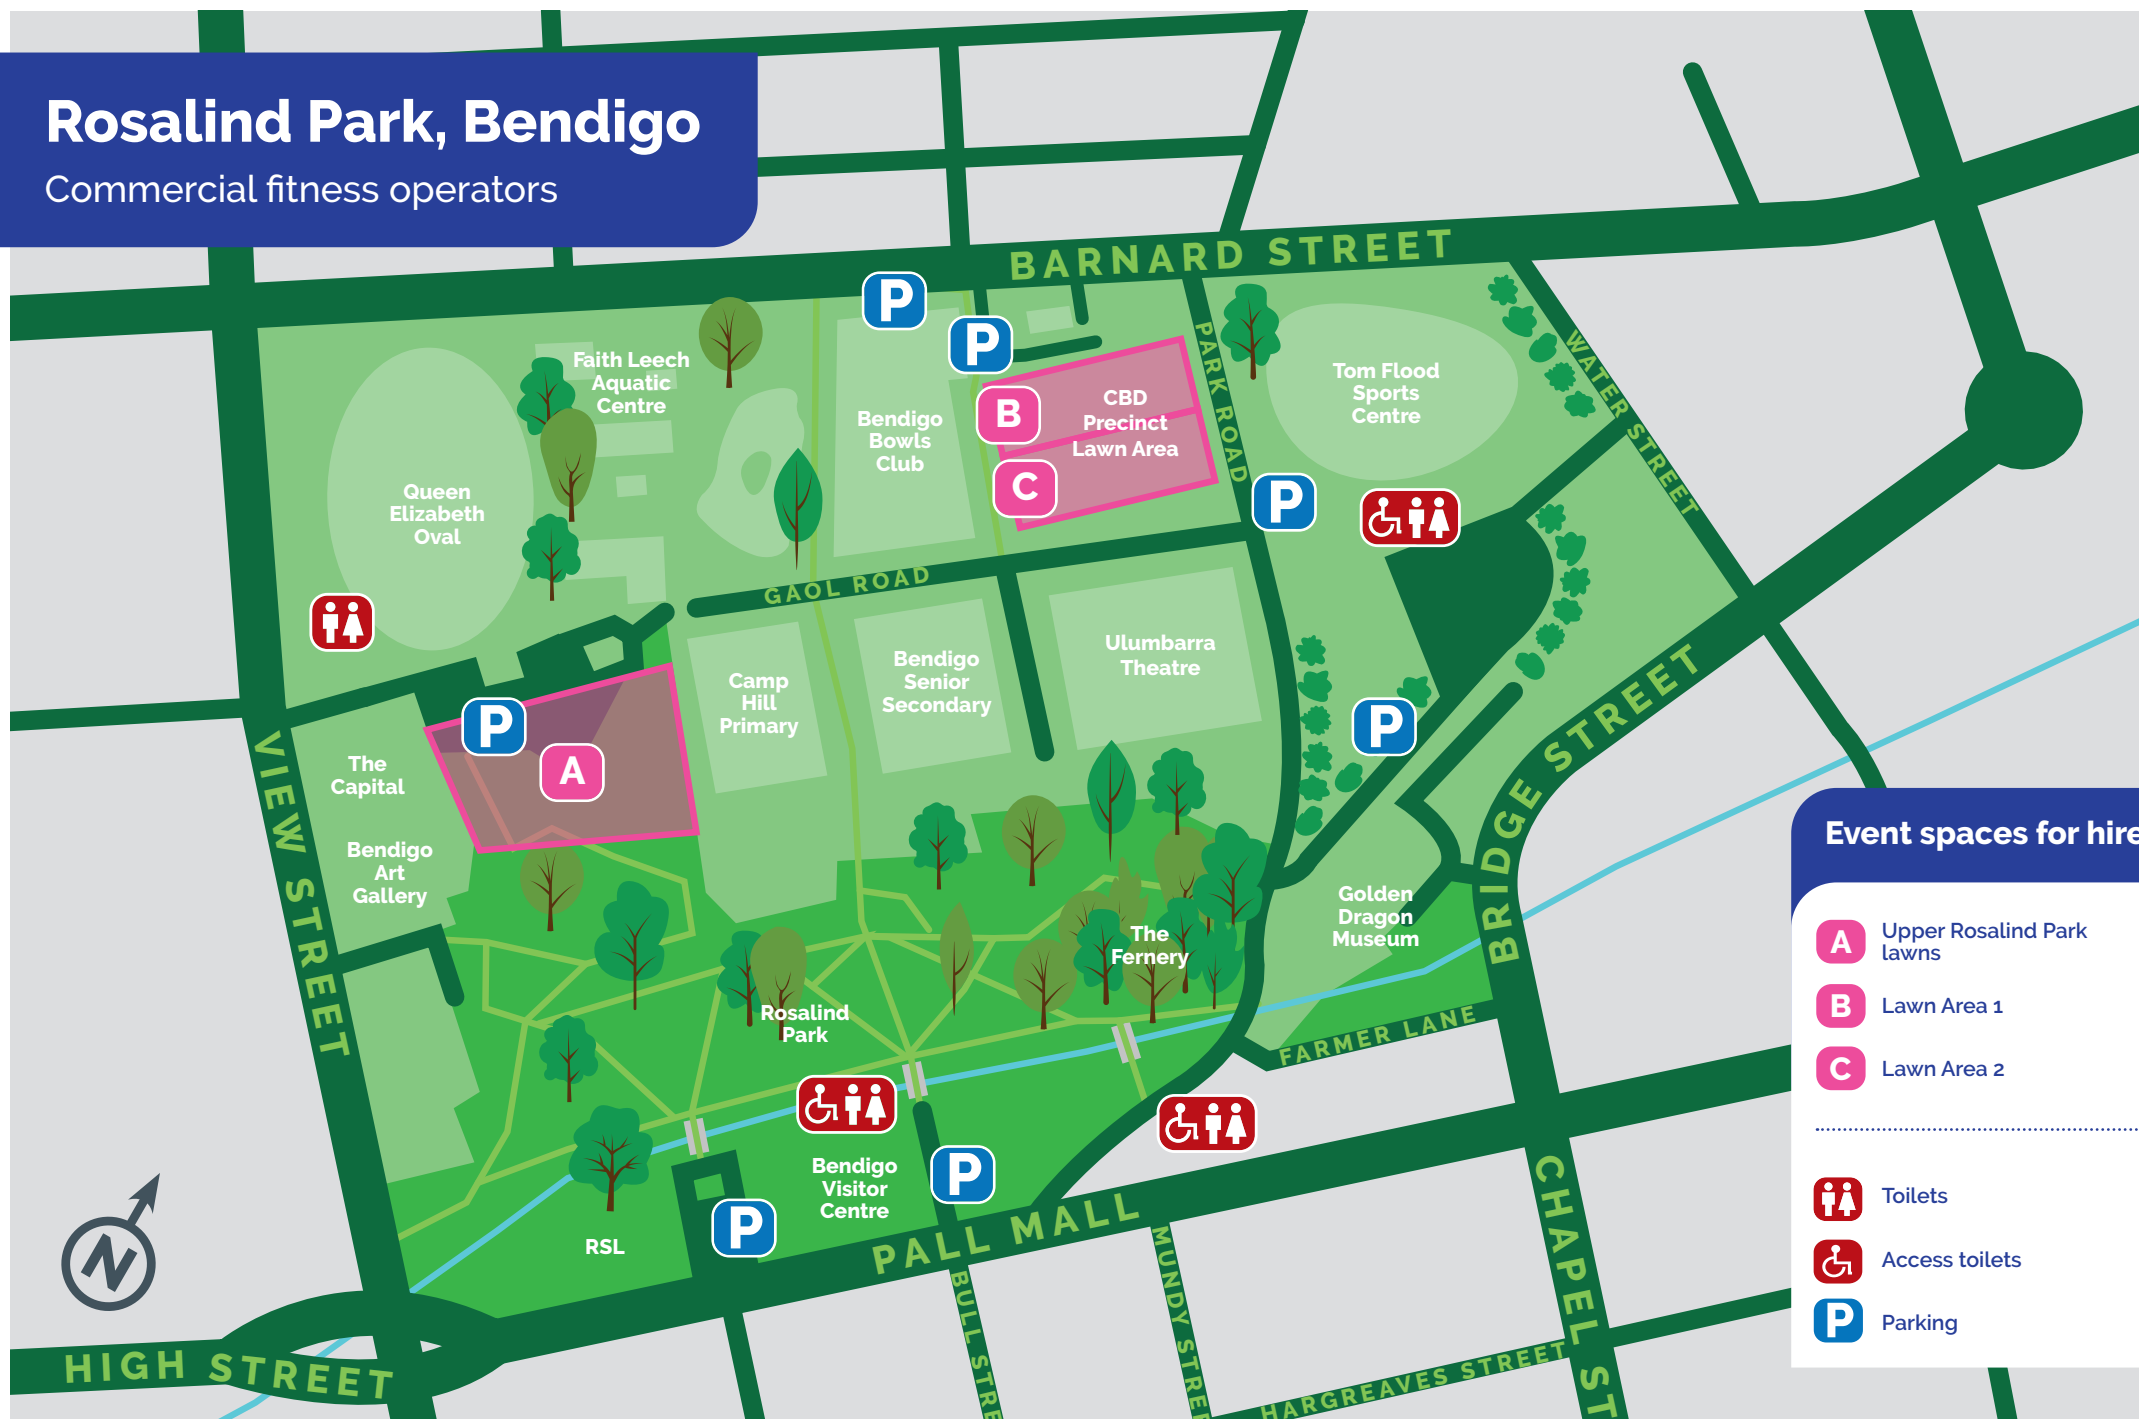 Rosalind Park, Bendigo
Commercial fitness operators
BARNARD STREET
P
P
Faith Leech
Aquatic
Centre
Queen
Elizabeth
Oval
Bendigo
Bowls
Club
B
C
CBD
Precinct
Lawn Area
PARK ROAD
Tom Flood
Sports
Centre
WATER STREET
P
GAOL ROAD
Camp
Hill
Primary
Bendigo
Senior
Secondary
Ulumbarra
Theatre
P
A
P
The
Capital
Bendigo
Art
Gallery
VIEW STREET
BRIDGE STREET
Golden
Dragon
Museum
The
Fernery
Rosalind
Park
FARMER LANE
Bendigo
Visitor
Centre
P
P
RSL
PALL MALL
N
HIGH STREET
BULL STRE
MUNDY STREE
HARGREAVES STREET
CHAPEL ST
Event spaces for hire
A
Upper Rosalind Park
lawns
B
Lawn Area 1
C
Lawn Area 2
Toilets
Access toilets
P
Parking